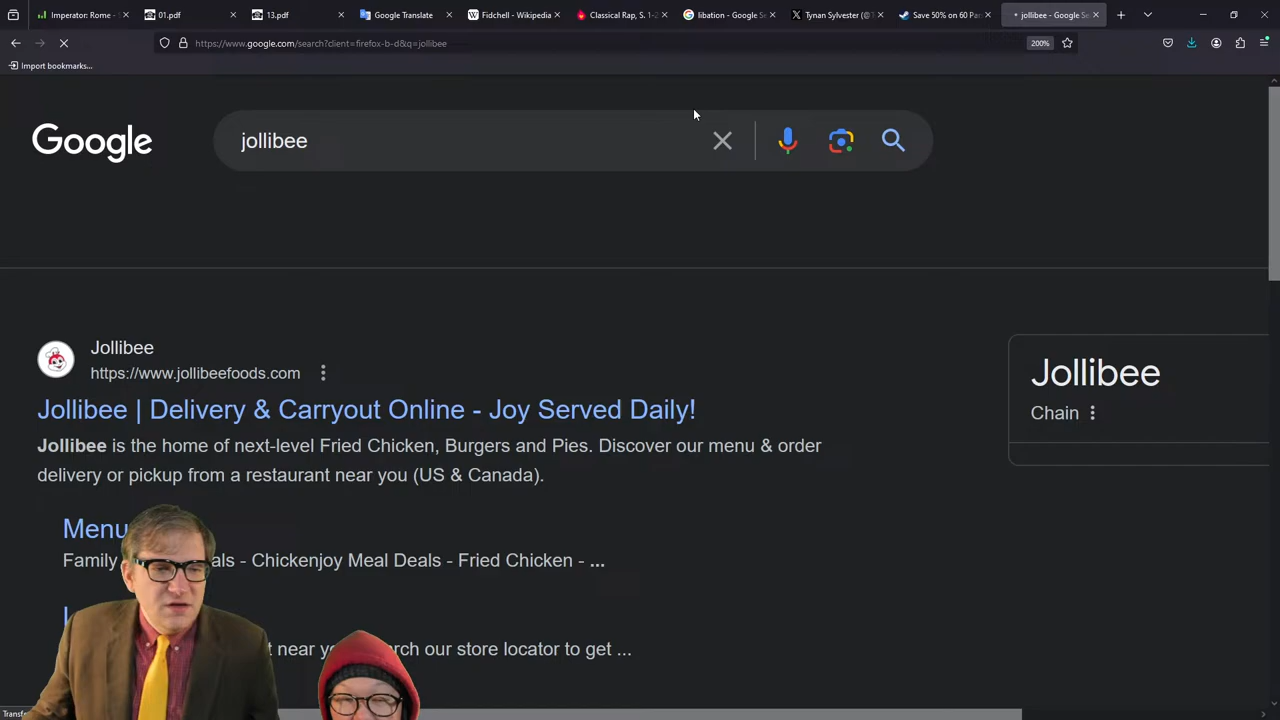 Imperator: Rome -
01.pdf
13.pdf
Google Translate
Fidchell - Wikipedia
Classical Rap, S. 1-2
libation - Google Se
Tynan Sylvester (@T
Save 50% on 60 Pa
jollibee - Google Se
https://www.google.com/search?client=firefox-b-d&q=jollibee
200%
Import bookmarks...
Google
jollibee
Jollibee
https://www.jollibeefoods.com
Jollibee | Delivery & Carryout Online - Joy Served Daily!
Jollibee is the home of next-level Fried Chicken, Burgers and Pies. Discover our menu & order
delivery or pickup from a restaurant near you (US & Canada).
Jollibee
Chain
Menu
Family als - Chickenjoy Meal Deals - Fried Chicken - ...
near yo rch our store locator to get ...
Transfe